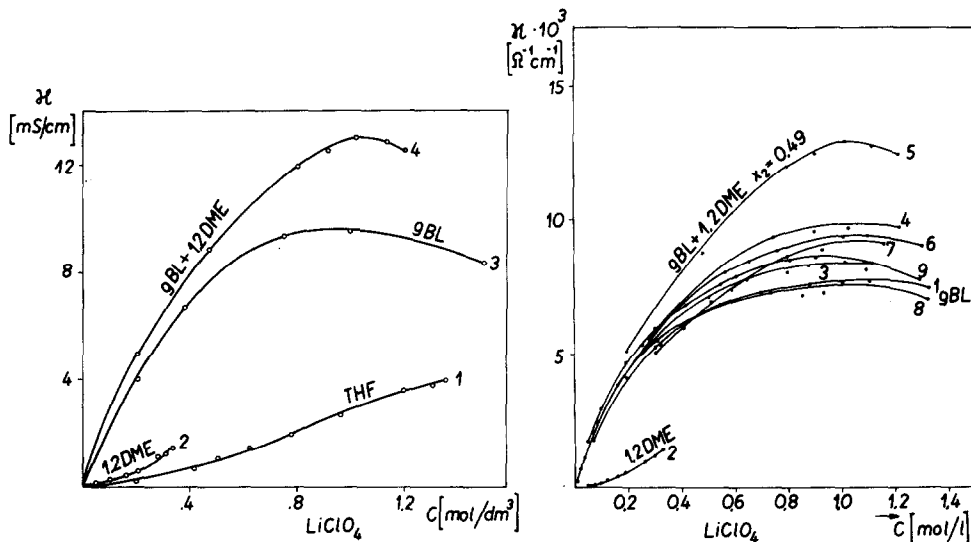 ϰ
[mS/cm]
12
8
4
gBL+1,2DME
4
gBL
3
THF
1
1.2DME
2
.4
.8
1.2
C[mol/dm³]
LiClO₄
ϰ·10³
[Ω⁻¹cm⁻¹]
15
10
5
gBL+1,2DME x₂=0.49
5
4
6
7
3
9
1 gBL
8
1,2DME
2
0,2
0,4
0,6
0,8
1.0
1.2
1.4
LiClO₄
C[mol/l]